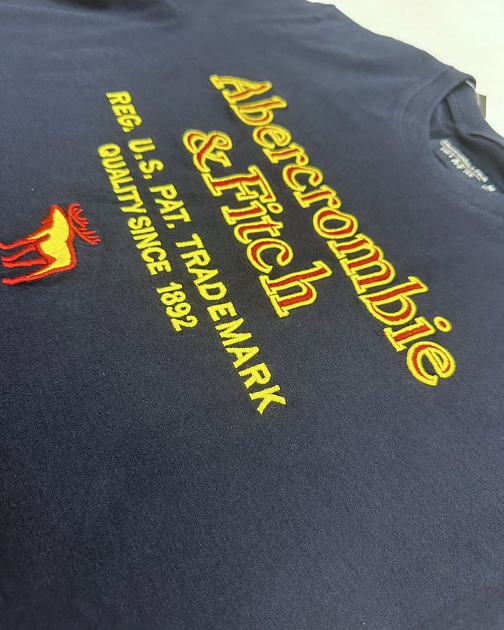 Abercrombie
& Fitch
REG. U.S. PAT. TRADEMARK
QUALITY SINCE 1892